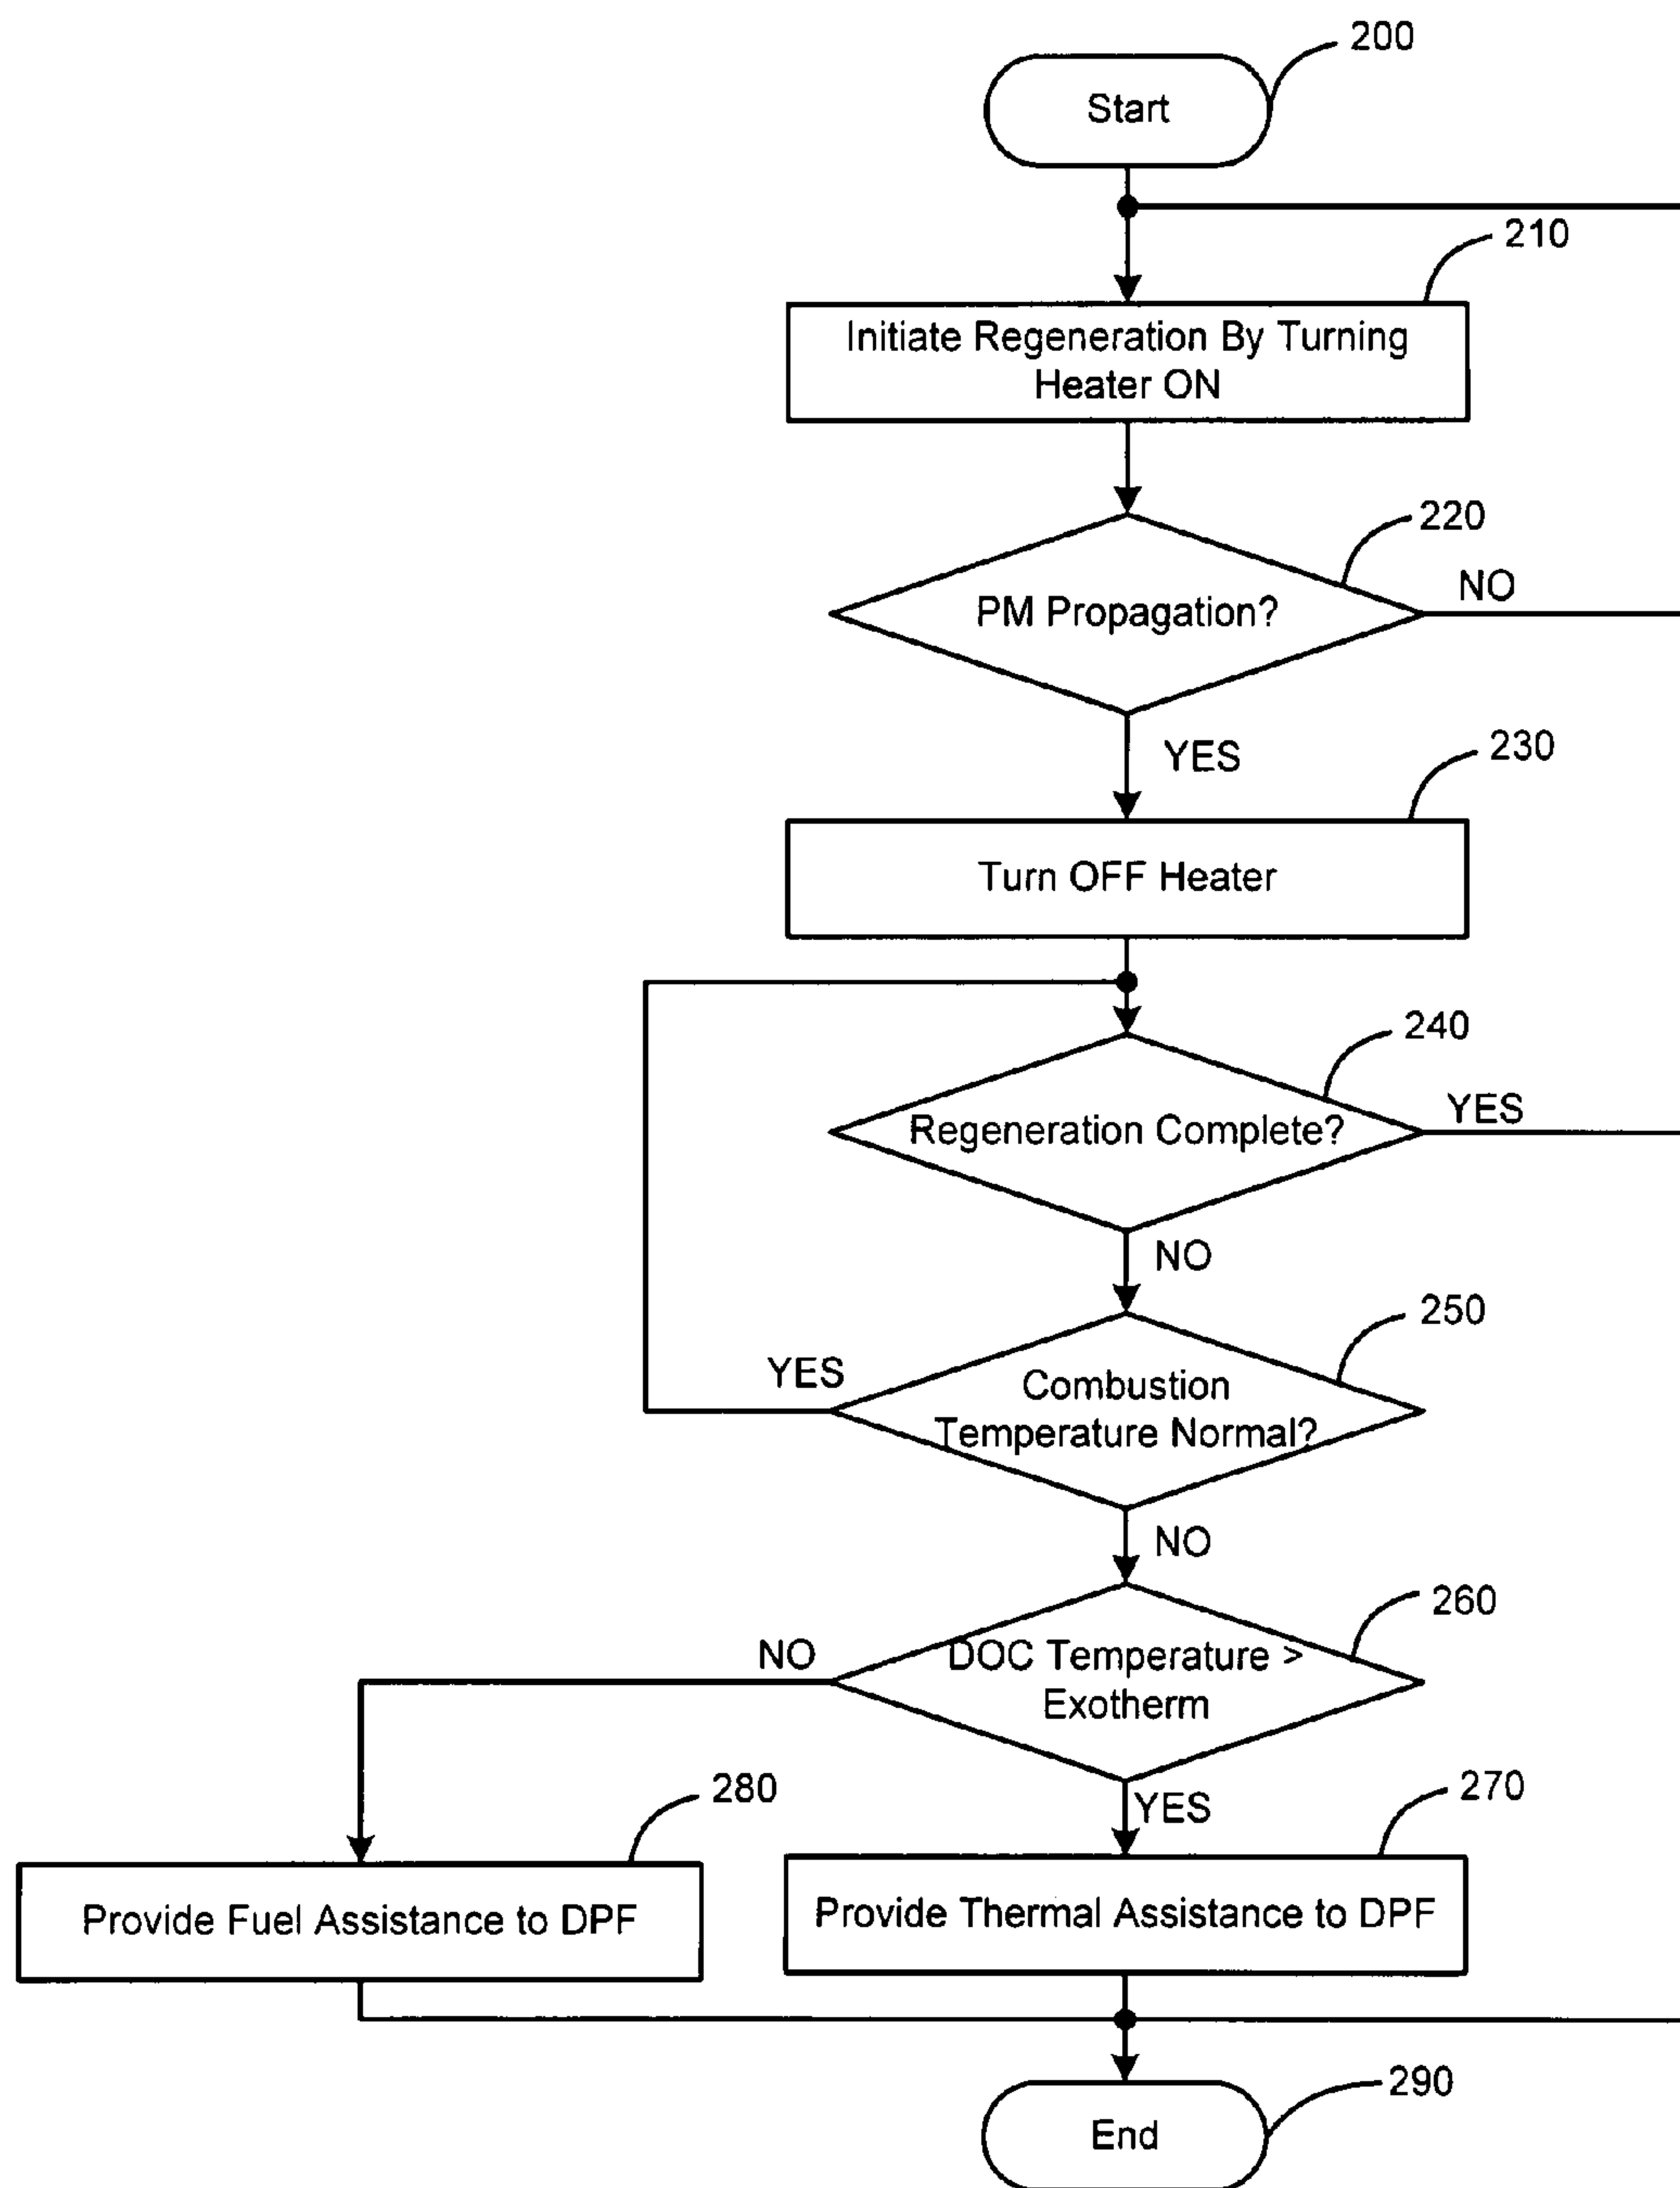 200
Start
210
Initiate Regeneration By Turning
Heater ON
220
PM Propagation?
NO
YES
230
Turn OFF Heater
240
Regeneration Complete?
YES
NO
250
YES
Combustion
Temperature Normal?
NO
260
NO
DOC Temperature >
Exotherm
280
YES
270
Provide Fuel Assistance to DPF
Provide Thermal Assistance to DPF
290
End